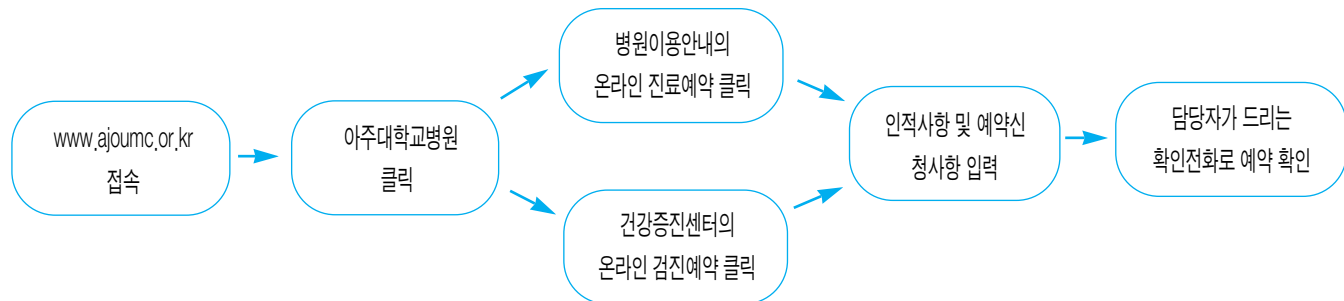 www.ajoumc.or.kr
접속
아주대학교병원
클릭
병원이용안내의
온라인 진료예약 클릭
건강증진센터의
온라인 검진예약 클릭
인적사항 및 예약신
청사항 입력
담당자가 드리는
확인전화로 예약 확인